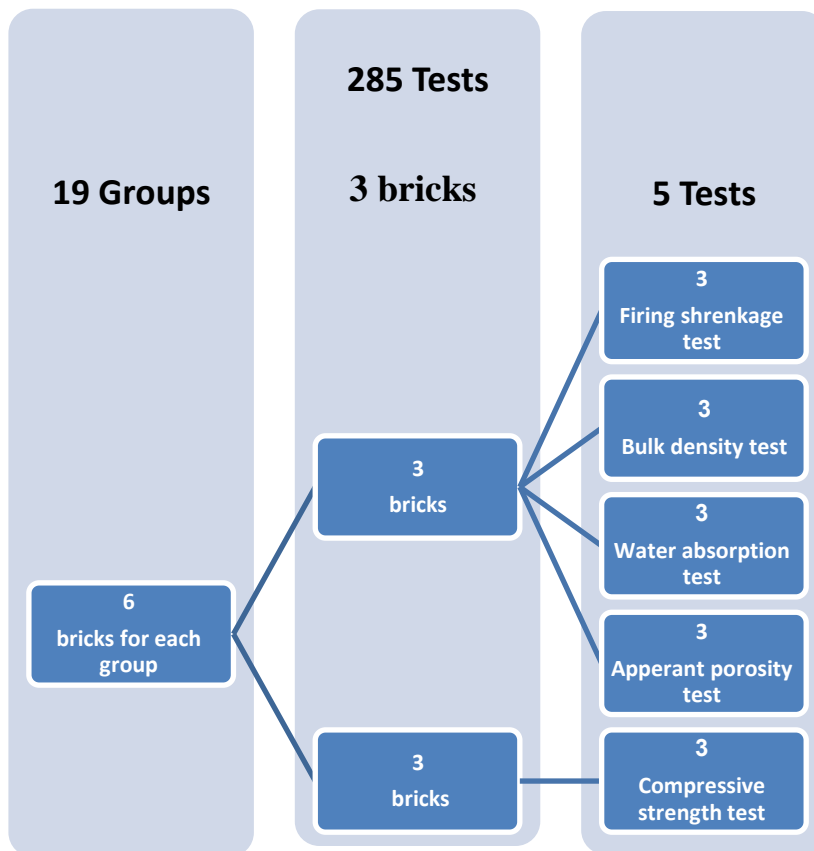 19 Groups
6
bricks for each
group
285 Tests
3 bricks
3
bricks
3
bricks
5 Tests
3
Firing shrenkage
test
3
Bulk density test
3
Water absorption
test
3
Apperant porosity
test
3
Compressive
strength test